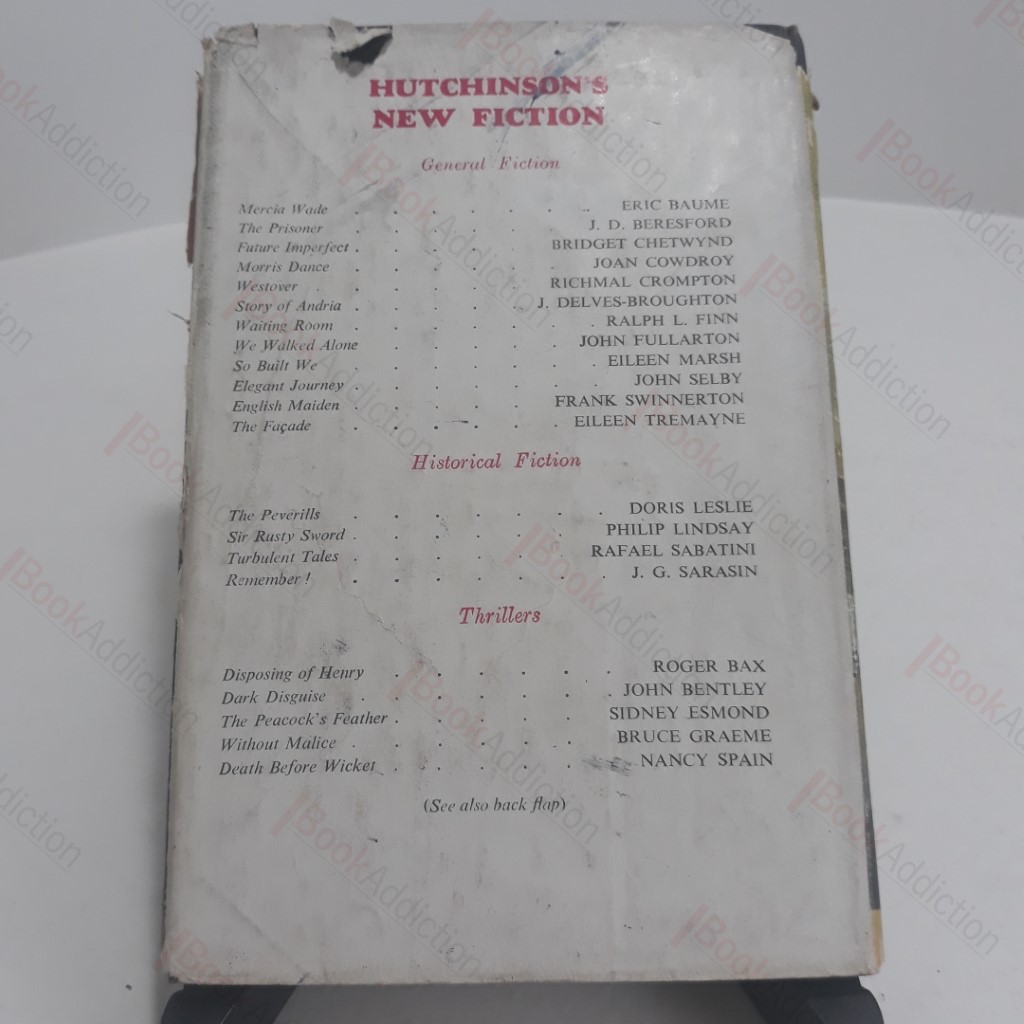 HUTCHINSON'S
NEW FICTION
General Fiction
Mercia Wade . . . . . . . ERIC BAUME
The Prisoner . . . . . . J. D. BERESFORD
Future Imperfect . . . . . BRIDGET CHETWYND
Morris Dance . . . . . . JOAN COWDROY
Westover . . . . . . RICHMAL CROMPTON
Story of Andria . . . . . J. DELVES-BROUGHTON
Waiting Room . . . . . . . RALPH L. FINN
We Walked Alone . . . . . JOHN FULLARTON
So Built We . . . . . . . EILEEN MARSH
Elegant Journey . . . . . . . JOHN SELBY
English Maiden . . . . . FRANK SWINNERTON
The Façade . . . . . . EILEEN TREMAYNE
Historical Fiction
The Peverills . . . . . . . DORIS LESLIE
Sir Rusty Sword . . . . . . PHILIP LINDSAY
Turbulent Tales . . . . . . RAFAEL SABATINI
Remember! . . . . . . . J. G. SARASIN
Thrillers
Disposing of Henry . . . . . . ROGER BAX
Dark Disguise . . . . . . . JOHN BENTLEY
The Peacock's Feather . . . . . SIDNEY ESMOND
Without Malice . . . . . . BRUCE GRAEME
Death Before Wicket . . . . . NANCY SPAIN
(See also back flap)
BookAddiction